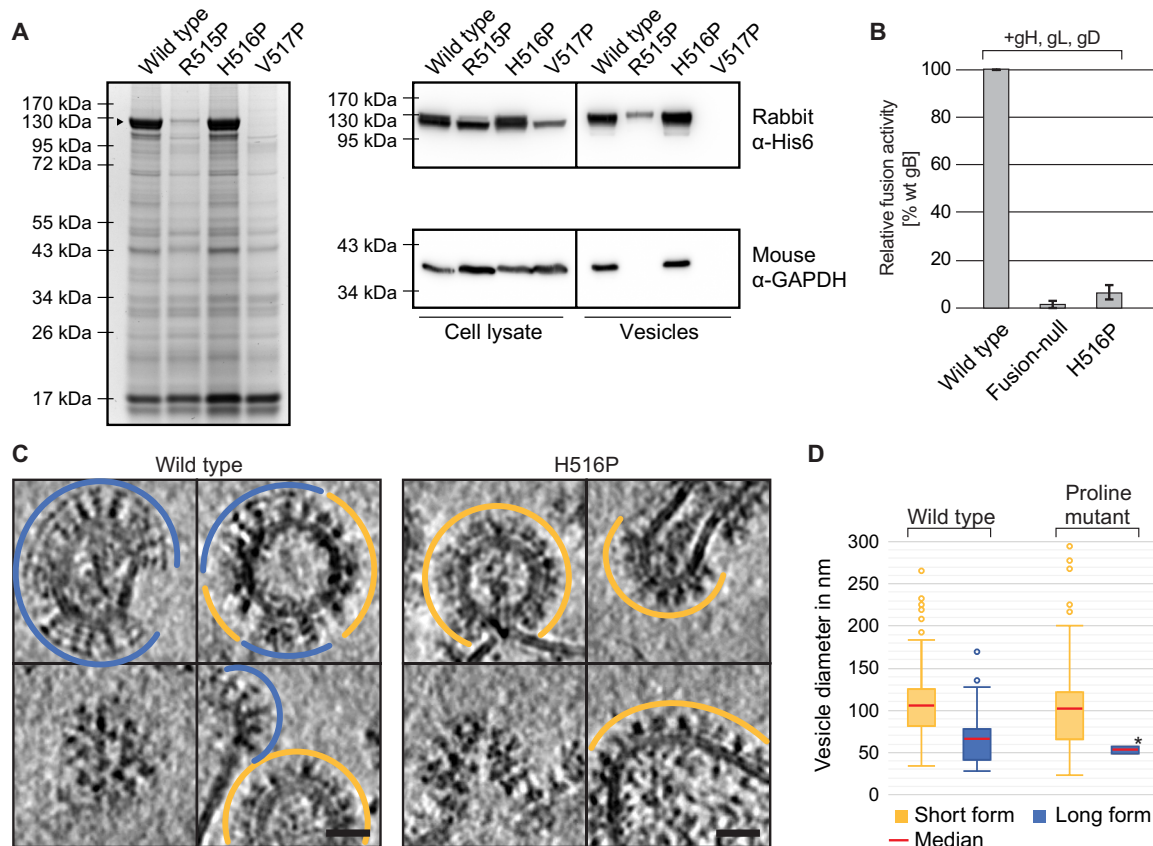 A
Wild type
R515P
H516P
V517P
170 kDa
130 kDa
95 kDa
72 kDa
55 kDa
43 kDa
34 kDa
26 kDa
17 kDa
Wild type
R515P
H516P
V517P
Wild type
R515P
H516P
V517P
170 kDa
130 kDa
95 kDa
Rabbit
α-His6
43 kDa
34 kDa
Mouse
α-GAPDH
Cell lysate
Vesicles
B
+gH, gL, gD
Relative fusion activity
[% wt gB]
100
80
60
40
20
0
Wild type
Fusion-null
H516P
C
Wild type
H516P
D
Wild type
Proline
mutant
Vesicle diameter in nm
300
250
200
150
100
50
0
*
Short form
Long form
Median